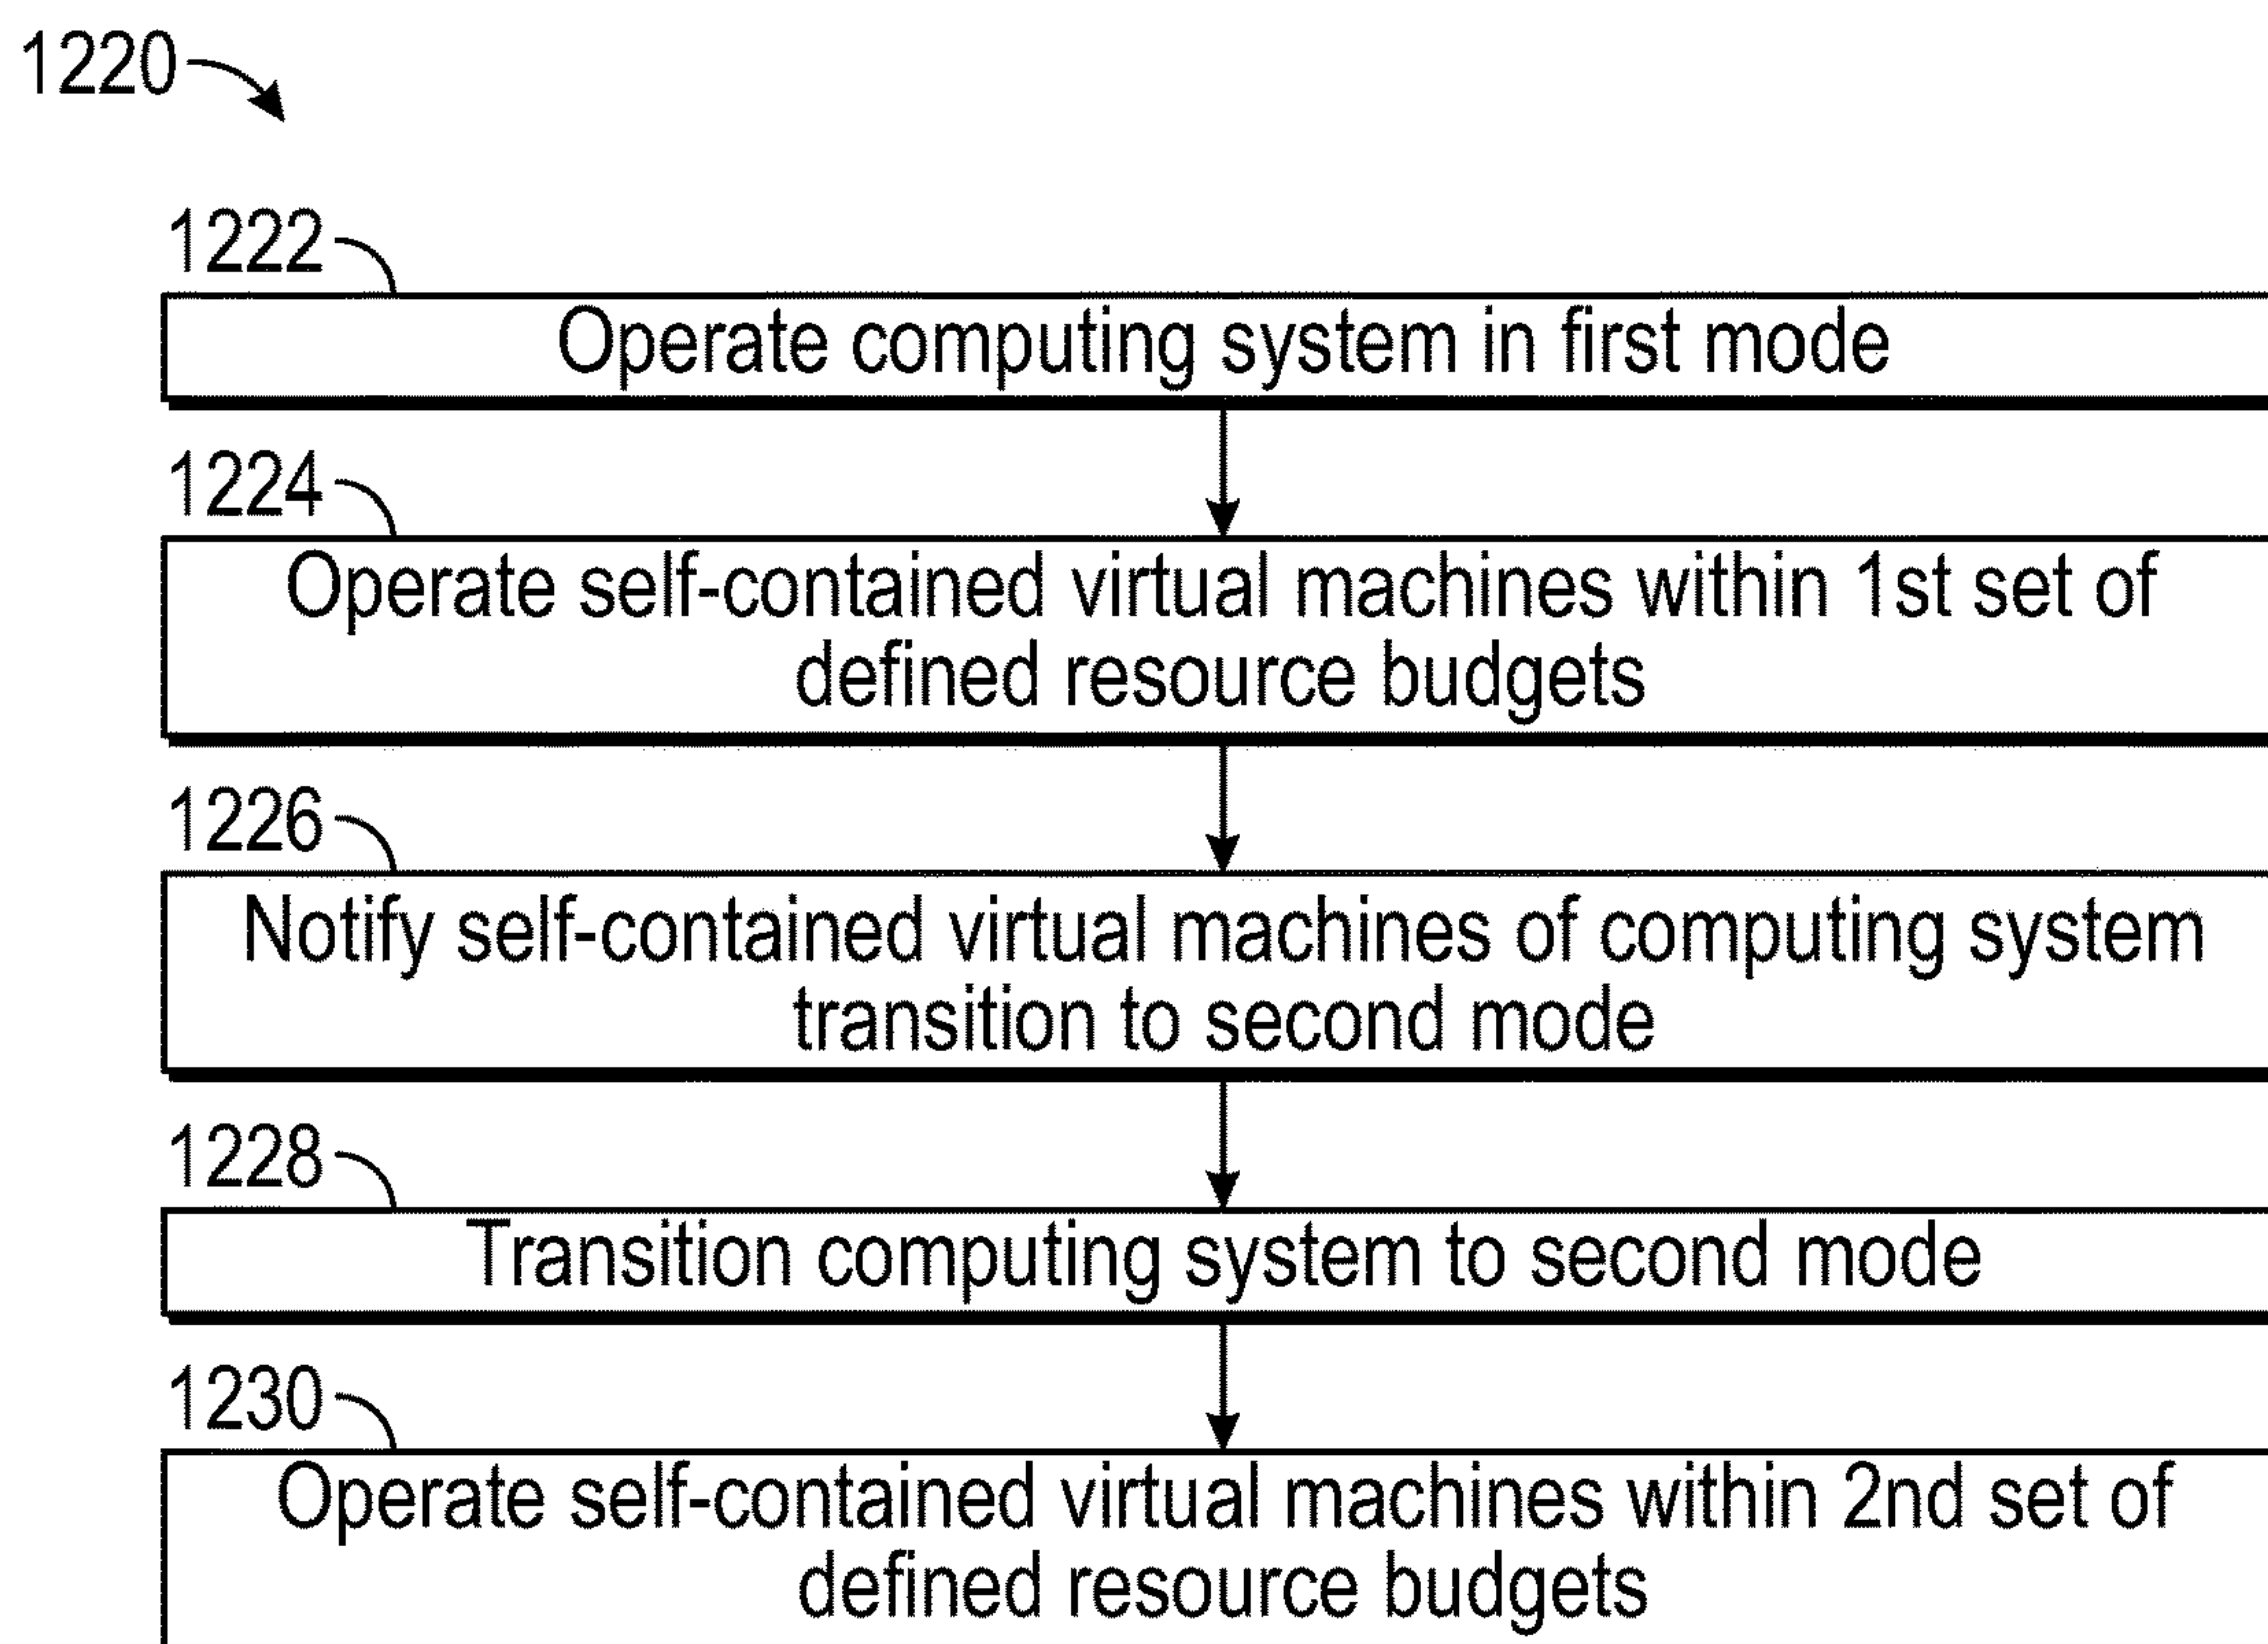 1220
1222
Operate computing system in first mode
1224
Operate self-contained virtual machines within 1st set of
defined resource budgets
1226
Notify self-contained virtual machines of computing system
transition to second mode
1228
Transition computing system to second mode
1230
Operate self-contained virtual machines within 2nd set of
defined resource budgets